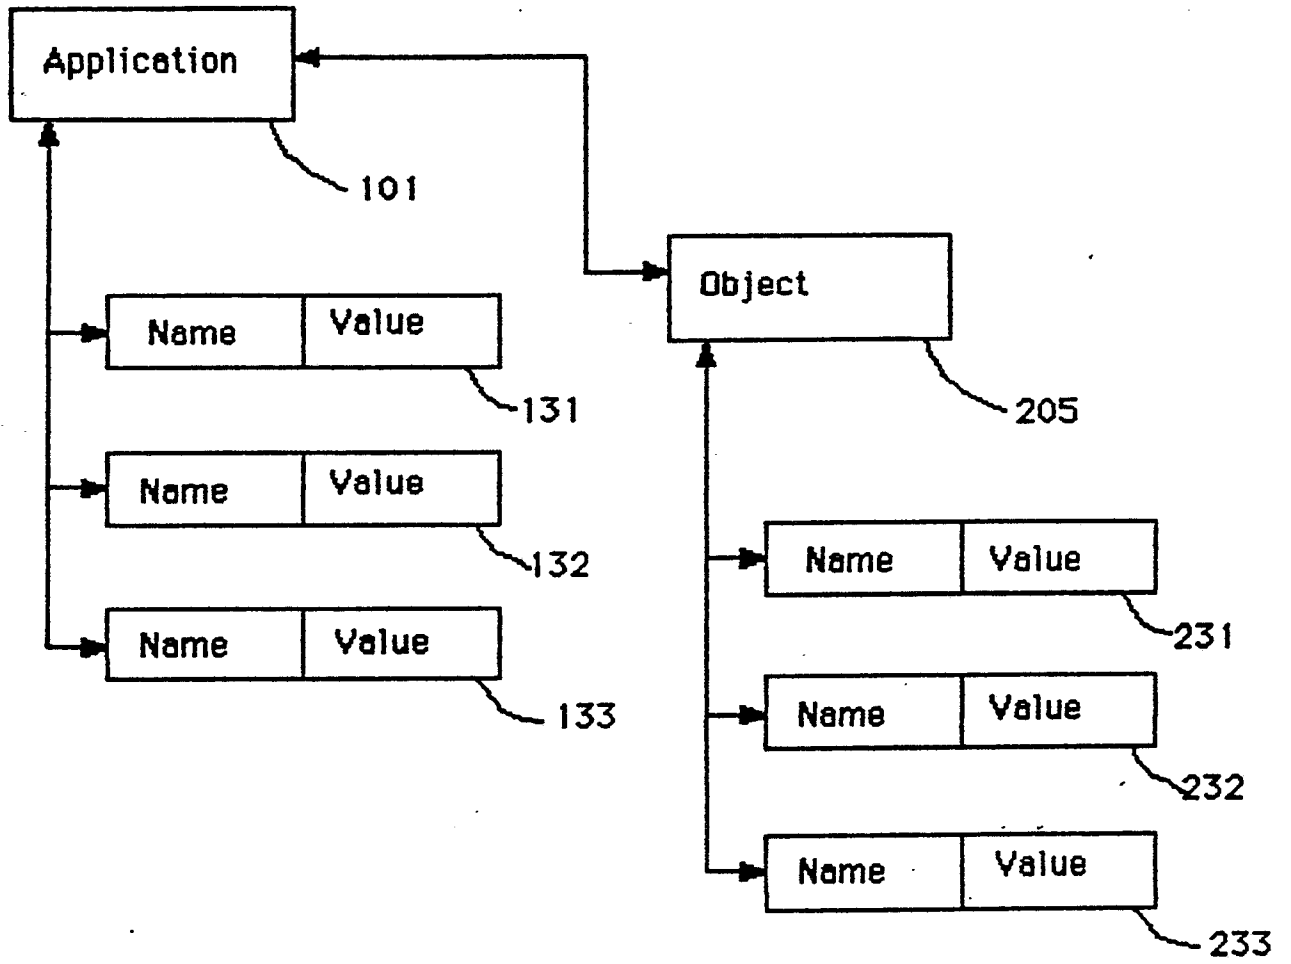 Application
101
Object
205
Name Value
131
Name Value
132
Name Value
133
Name Value
231
Name Value
232
Name Value
233